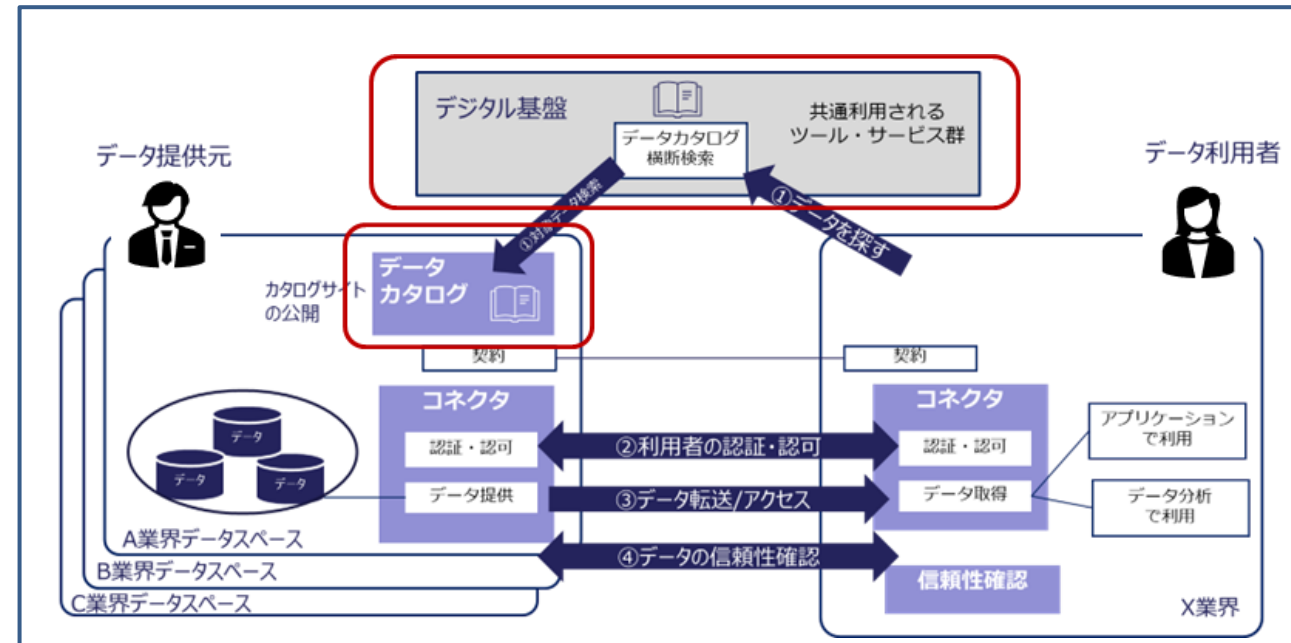 デジタル基盤
データカタログ
横断検索
共通利用される
ツール・サービス群
データ提供元
データ利用者
①対象データ検索
①データを探す
データ
カタログ
カタログサイト
の公開
契約
契約
コネクタ
コネクタ
認証・認可
②利用者の認証・認可
認証・認可
アプリケーション
で利用
データ
データ
データ
データ提供
③データ転送/アクセス
データ取得
データ分析
で利用
A業界データスペース
④データの信頼性確認
B業界データスペース
信頼性確認
C業界データスペース
X業界